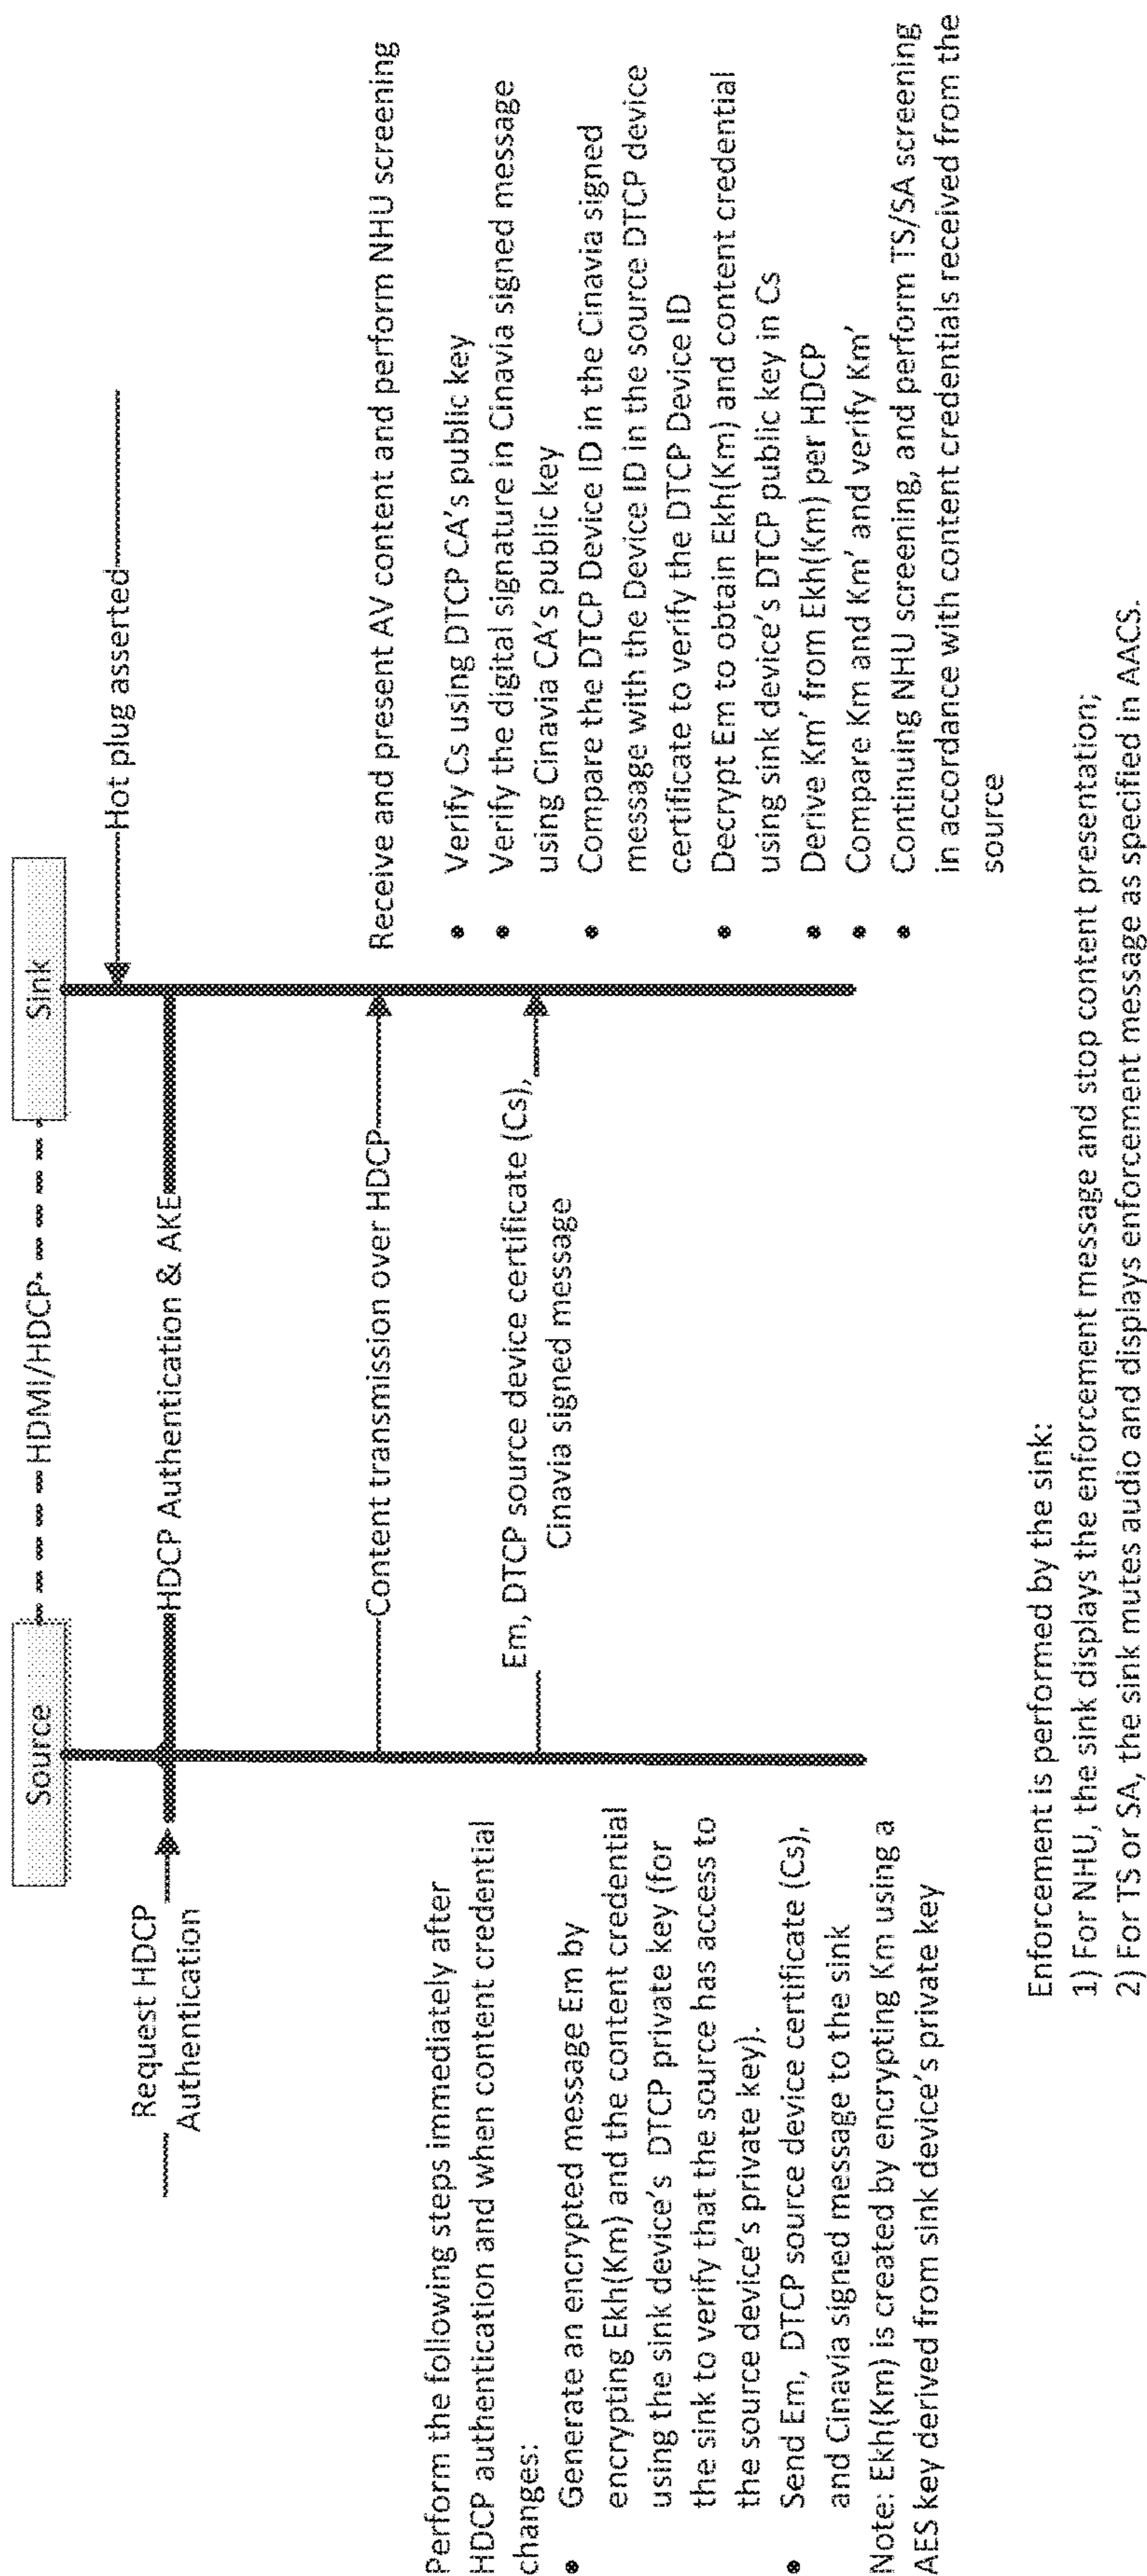 Source
HDMI/HDCP
Sink
Request HDCP
Authentication
HDCP Authentication & AKE
Hot plug asserted
Content transmission over HDCP
Em, DTCP source device certificate (Cs),
Cinavia signed message
Perform the following steps immediately after
HDCP authentication and when content credential
changes:
• Generate an encrypted message Em by
encrypting Ekh(Km) and the content credential
using the sink device's DTCP private key (for
the sink to verify that the source has access to
the source device's private key).
• Send Em, DTCP source device certificate (Cs),
and Cinavia signed message to the sink
Note: Ekh(Km) is created by encrypting Km using a
AES key derived from sink device's private key
Receive and present AV content and perform NHU screening
• Verify Cs using DTCP CA's public key
• Verify the digital signature in Cinavia signed message
using Cinavia CA's public key
• Compare the DTCP Device ID in the Cinavia signed
message with the Device ID in the source DTCP device
certificate to verify the DTCP Device ID
• Decrypt Em to obtain Ekh(Km) and content credential
using sink device's DTCP public key in Cs
• Derive Km' from Ekh(Km) per HDCP
• Compare Km and Km' and verify Km'
• Continuing NHU screening, and perform TS/SA screening
in accordance with content credentials received from the
source
Enforcement is performed by the sink:
1) For NHU, the sink displays the enforcement message and stop content presentation;
2) For TS or SA, the sink mutes audio and displays enforcement message as specified in AACS.